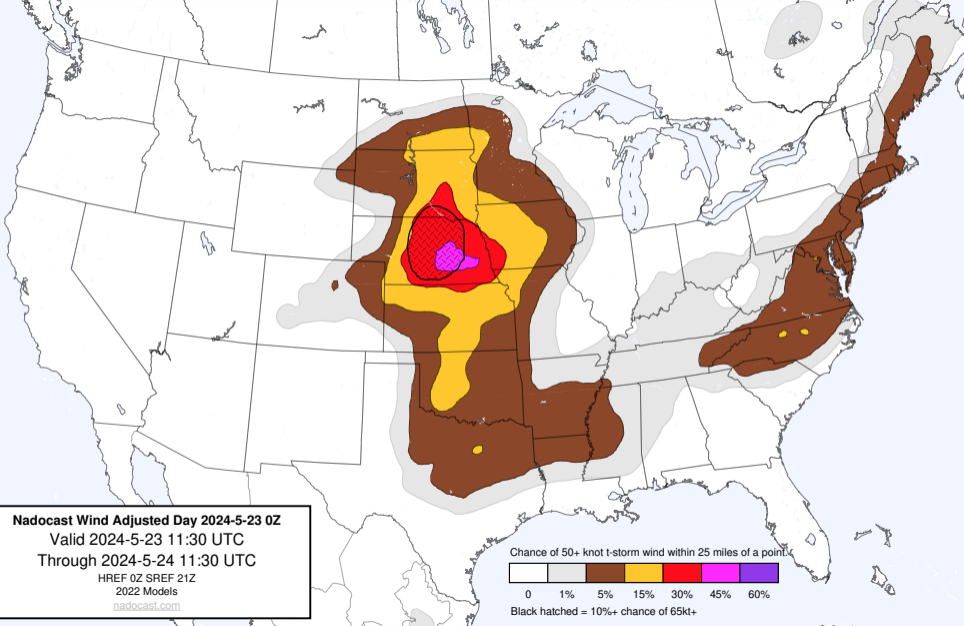 Nadocast Wind Adjusted Day 2024-5-23 0Z
Valid 2024-5-23 11:30 UTC
Through 2024-5-24 11:30 UTC
HREF 0Z SREF 21Z
2022 Models
nadocast.com
Chance of 50+ knot t-storm wind within 25 miles of a point.
0 1% 5% 15% 30% 45% 60%
Black hatched = 10%+ chance of 65kt+